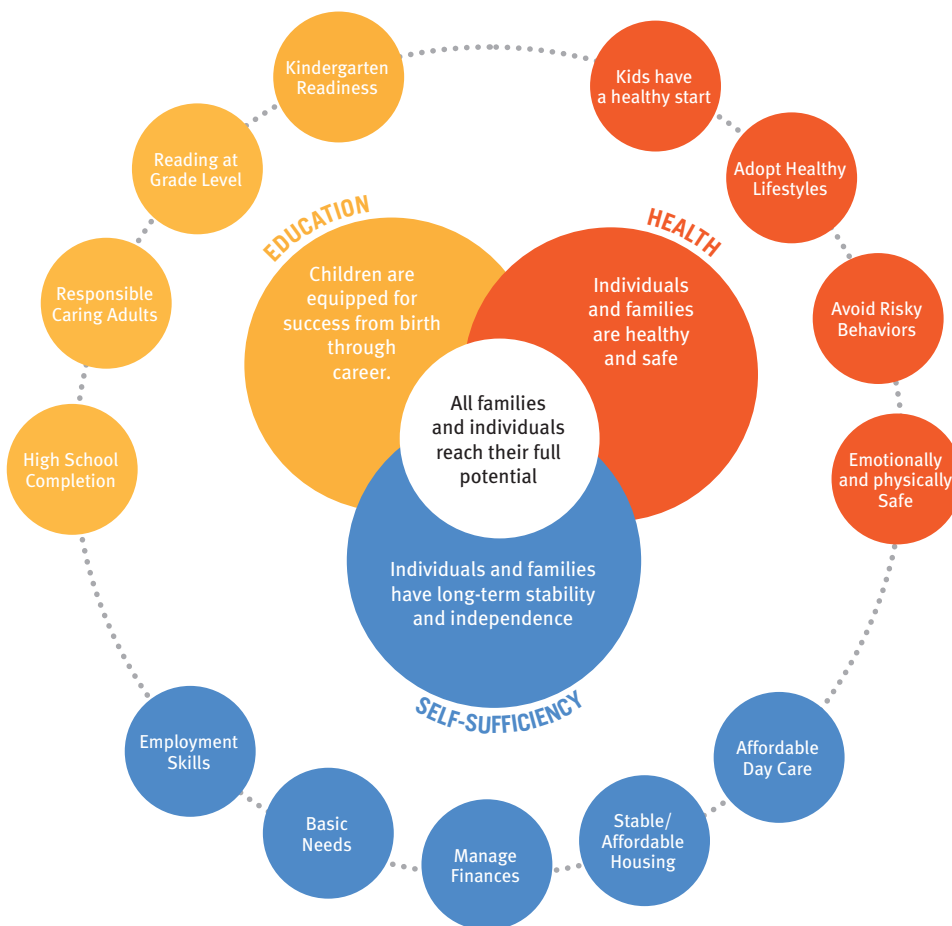 Kindergarten
Readiness
Kids have
a healthy start
Reading at
Grade Level
Adopt Healthy
Lifestyles
EDUCATION
HEALTH
Children are
equipped for
success from birth
through
career.
Individuals
and families
are healthy
and safe
Responsible
Caring Adults
Avoid Risky
Behaviors
All families
and individuals
reach their full
potential
High School
Completion
Emotionally
and physically
Safe
Individuals and families
have long-term stability
and independence
SELF-SUFFICIENCY
Employment
Skills
Affordable
Day Care
Basic
Needs
Stable/
Affordable
Housing
Manage
Finances